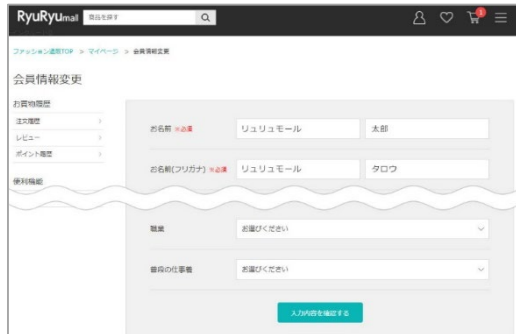 RyuRyumall 商品を探す
1
ファッション通販TOP > マイページ > 会員情報変更
会員情報変更
お買物履歴
注文履歴 >
レビュー >
ポイント履歴 >
便利機能
お名前 ※必須 リュリュモール 太郎
お名前(フリガナ) ※必須 リュリュモール タロウ
職業 お選びください
普段の仕事着 お選びください
入力内容を確認する